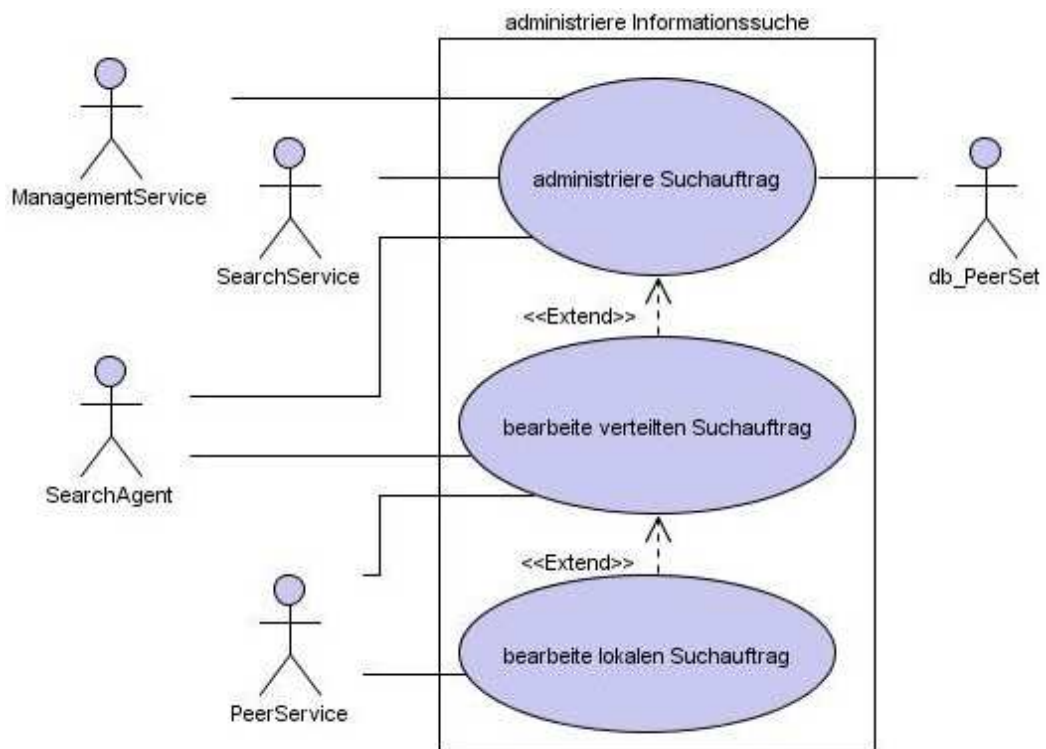 administriere Informationssuche
ManagementService
SearchService
administriere Suchauftrag
db_PeerSet
<<Extend>>
SearchAgent
bearbeite verteilten Suchauftrag
<<Extend>>
PeerService
bearbeite lokalen Suchauftrag